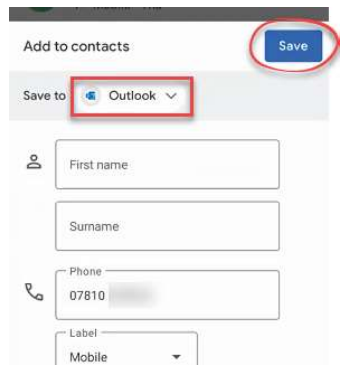 Add to contacts
Save
Save to Outlook
First name
Surname
Phone
07810
Label
Mobile